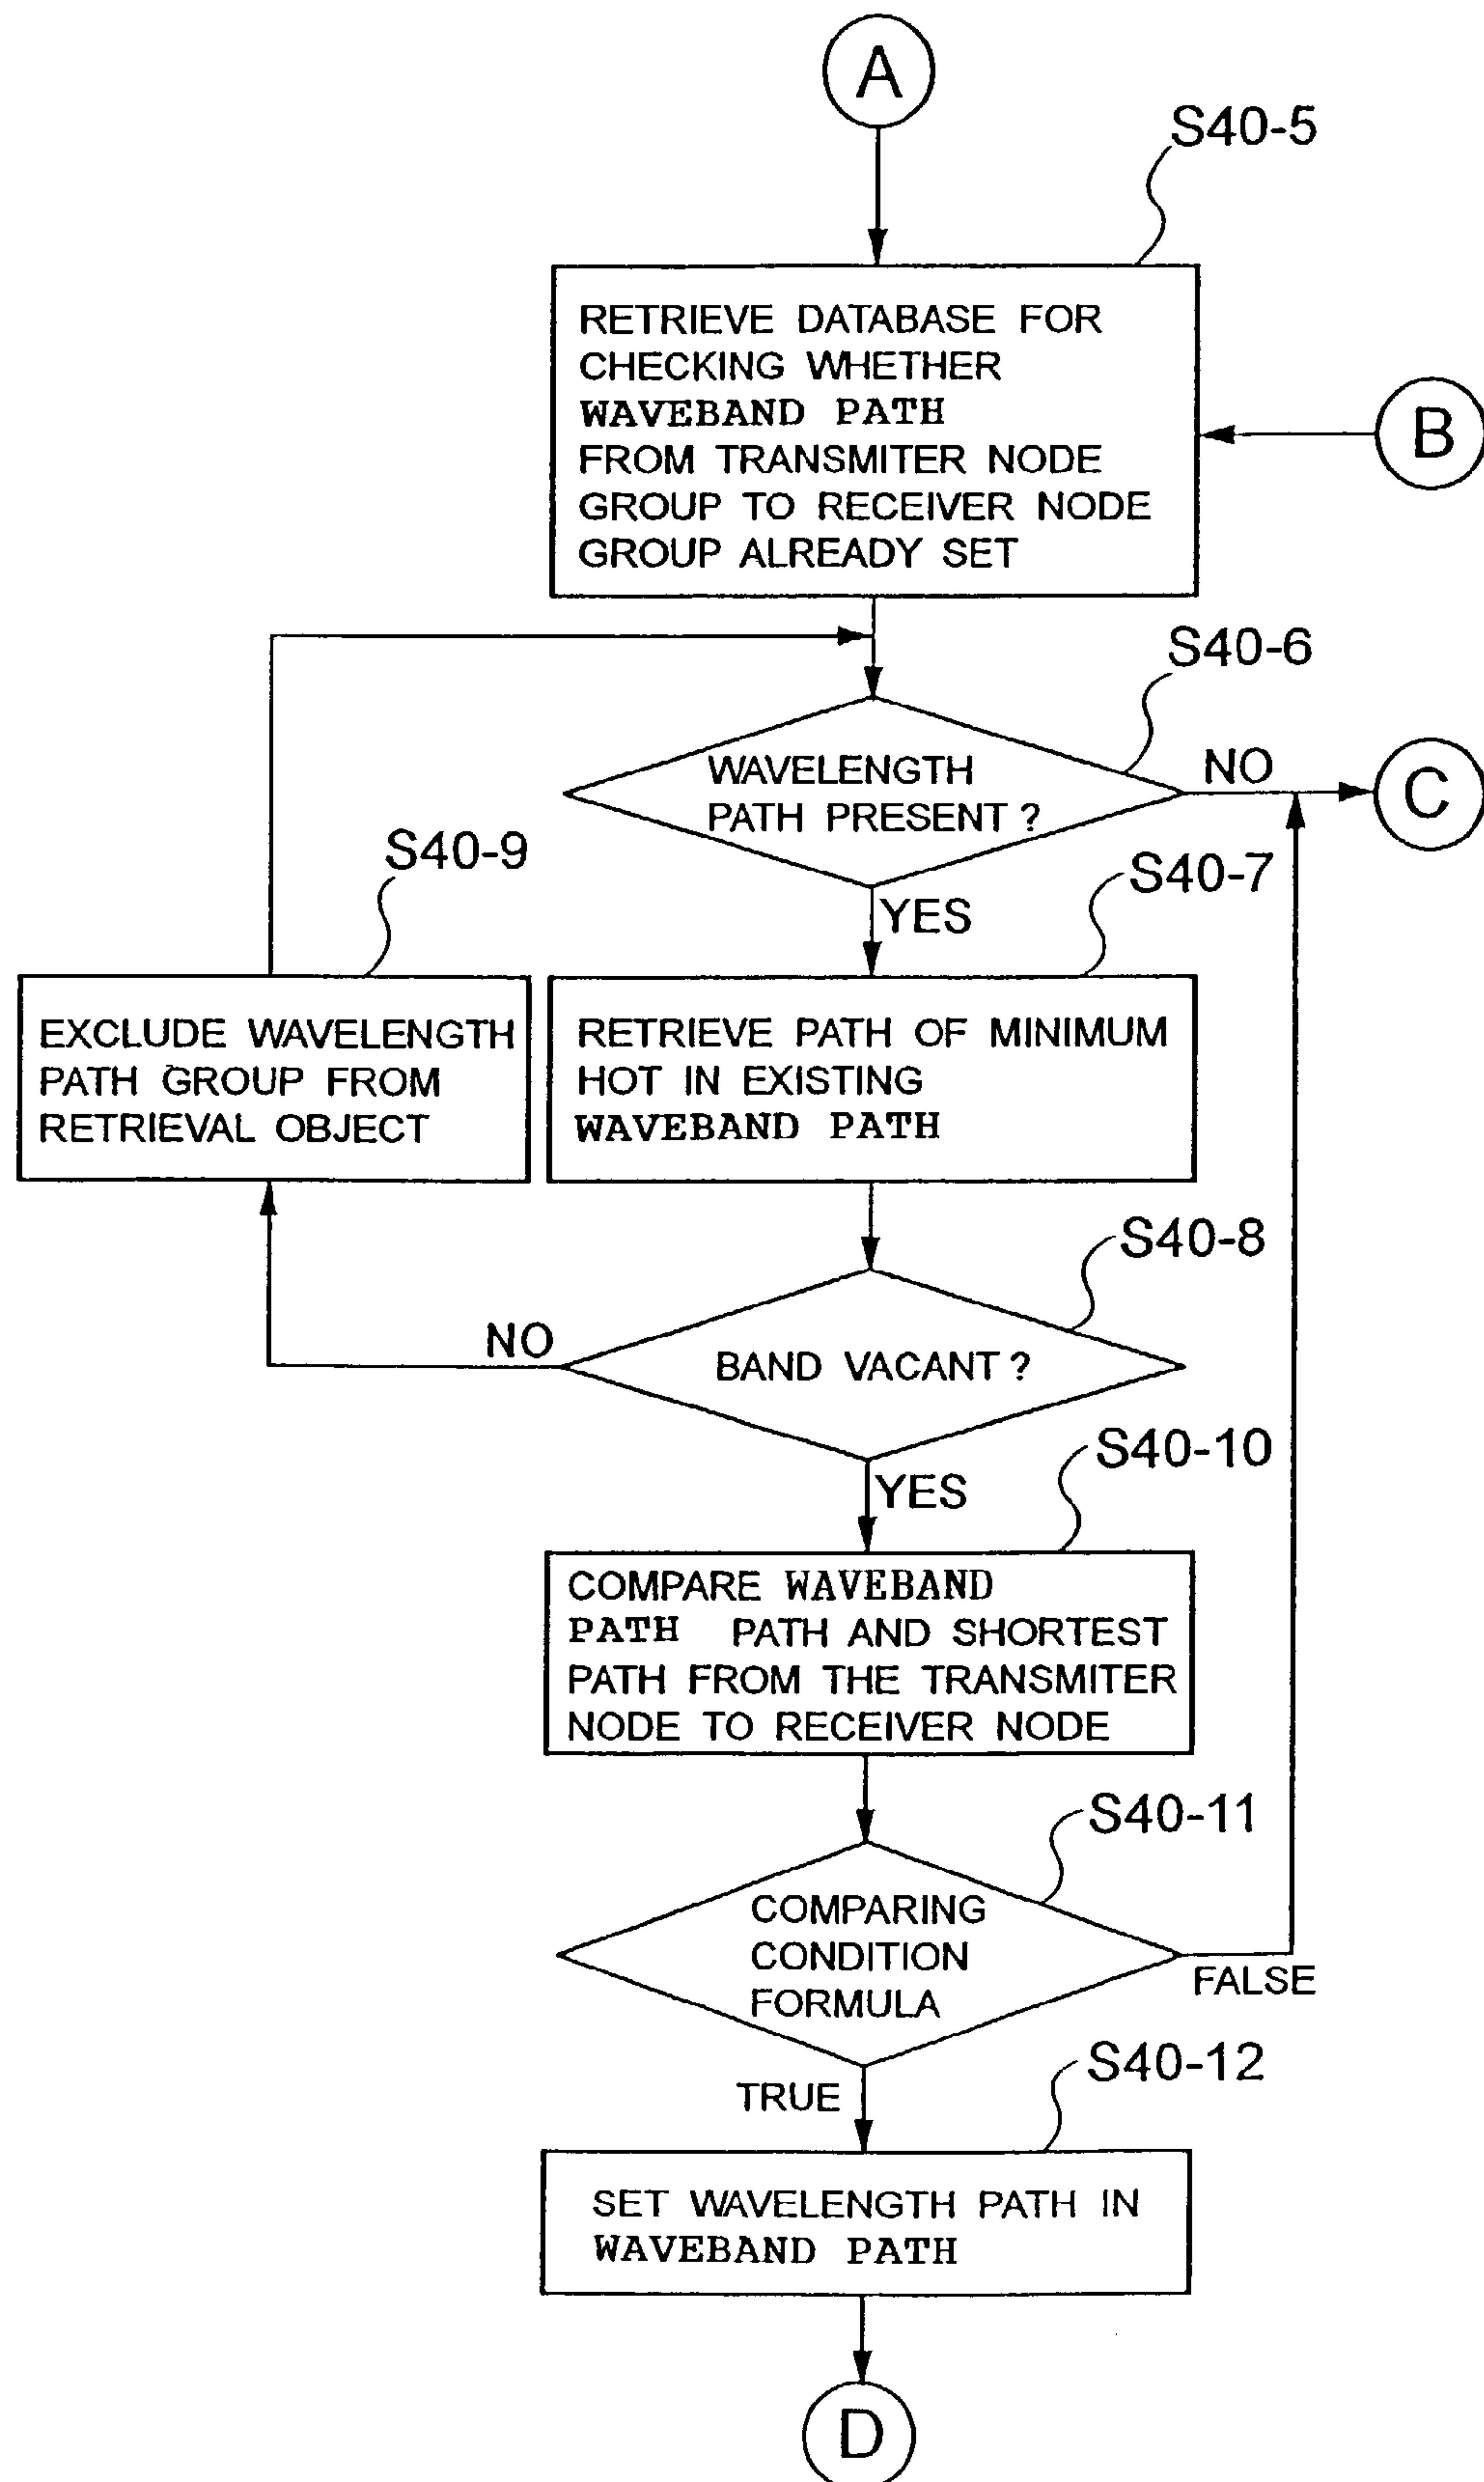 A
S40-5
RETRIEVE DATABASE FOR
CHECKING WHETHER
WAVEBAND PATH
FROM TRANSMITER NODE
GROUP TO RECEIVER NODE
GROUP ALREADY SET
B
S40-6
WAVELENGTH
PATH PRESENT ?
NO
C
S40-9
S40-7
YES
EXCLUDE WAVELENGTH
PATH GROUP FROM
RETRIEVAL OBJECT
RETRIEVE PATH OF MINIMUM
HOT IN EXISTING
WAVEBAND PATH
S40-8
NO
BAND VACANT ?
S40-10
YES
COMPARE WAVEBAND
PATH PATH AND SHORTEST
PATH FROM THE TRANSMITER
NODE TO RECEIVER NODE
S40-11
COMPARING
CONDITION
FORMULA
FALSE
S40-12
TRUE
SET WAVELENGTH PATH IN
WAVEBAND PATH
D